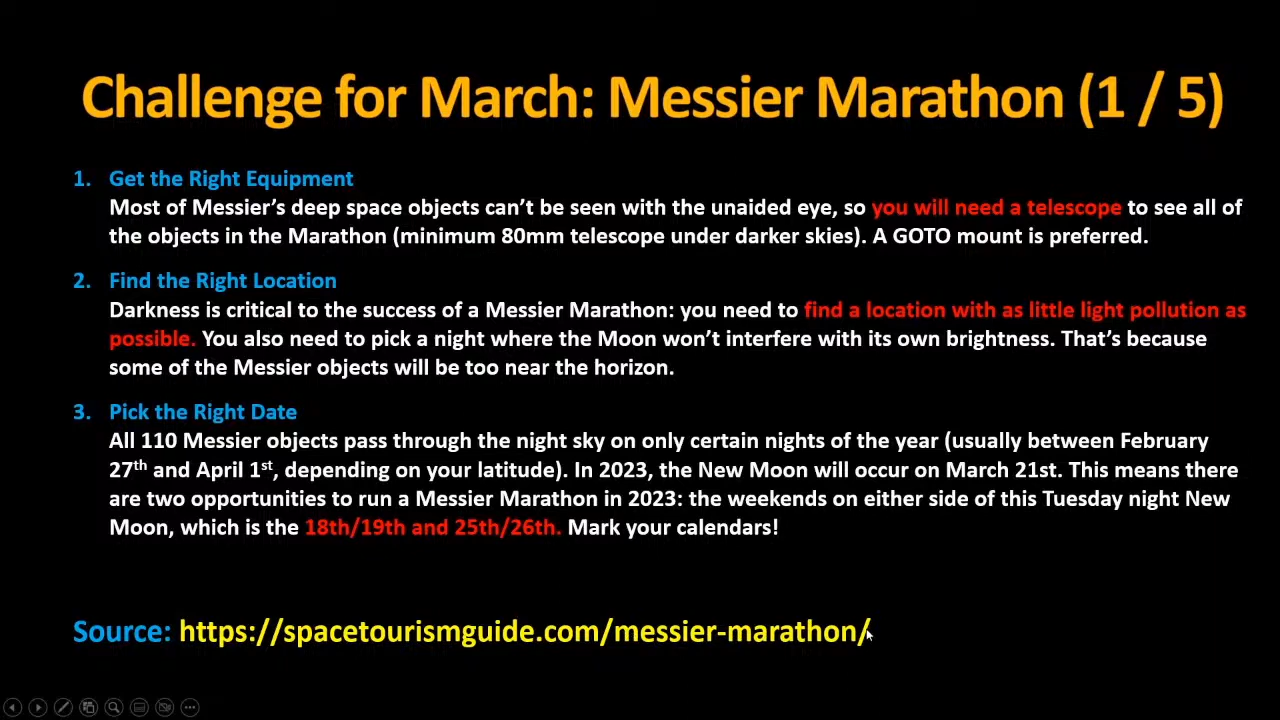 Challenge for March: Messier Marathon (1 / 5)
1. Get the Right Equipment
Most of Messier’s deep space objects can’t be seen with the unaided eye, so you will need a telescope to see all of
the objects in the Marathon (minimum 80mm telescope under darker skies). A GOTO mount is preferred.
2. Find the Right Location
Darkness is critical to the success of a Messier Marathon: you need to find a location with as little light pollution as
possible. You also need to pick a night where the Moon won’t interfere with its own brightness. That’s because
some of the Messier objects will be too near the horizon.
3. Pick the Right Date
All 110 Messier objects pass through the night sky on only certain nights of the year (usually between February
27th and April 1st, depending on your latitude). In 2023, the New Moon will occur on March 21st. This means there
are two opportunities to run a Messier Marathon in 2023: the weekends on either side of this Tuesday night New
Moon, which is the 18th/19th and 25th/26th. Mark your calendars!
Source: https://spacetourismguide.com/messier-marathon/